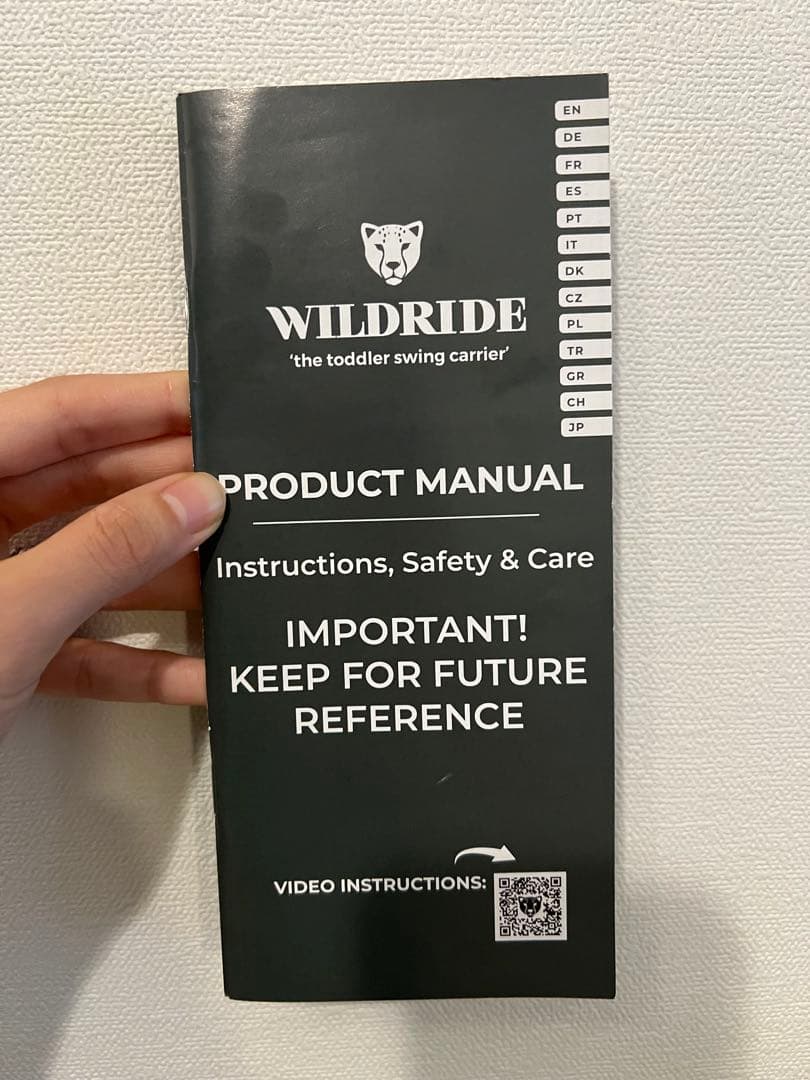 WILDRIDE
‘the toddler swing carrier’
EN
DE
FR
ES
PT
IT
DK
CZ
PL
TR
GR
CH
JP
PRODUCT MANUAL
Instructions, Safety & Care
IMPORTANT!
KEEP FOR FUTURE
REFERENCE
VIDEO INSTRUCTIONS: